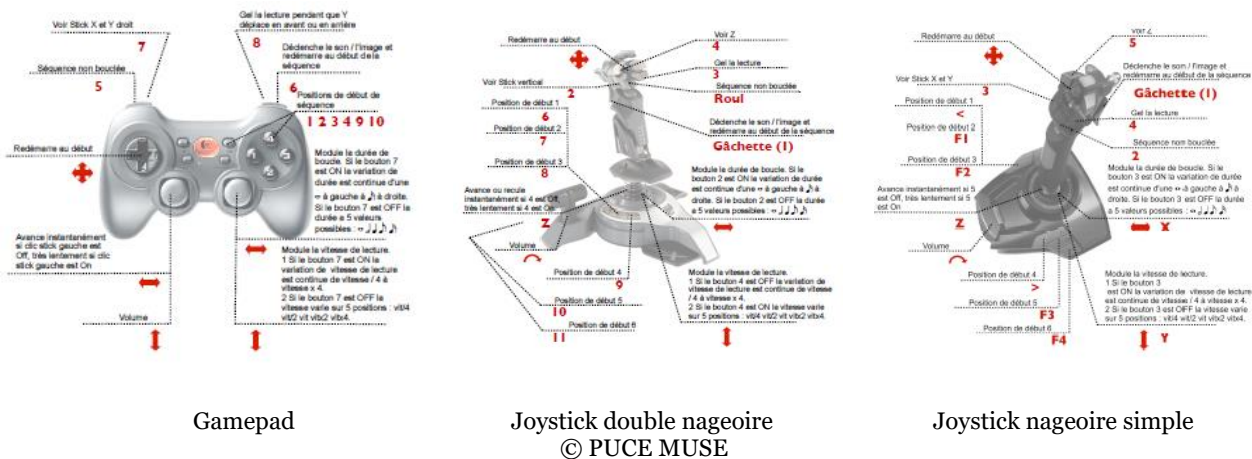 Voir Stick X et Y droit
7
Séquence non bouclée
5
Redémarre au début
Avance instantanément
si clic stick gauche est
Off, très lentement si clic
stick gauche est On
Volume
Gel la lecture pendant que Y
déplace en avant ou en arrière
8
Déclenche le son / l'image et
redémarre au début de la
séquence
6
Positions de début de
séquence
1 2 3 4 9 10
Module la durée de
boucle. Si le bouton 7
est ON la variation de
durée est continue d'une
à gauche à ♪ à droite.
Si le bouton 7 est OFF la
durée a 5 valeurs
possibles :
Module la vitesse de lecture.
1 Si le bouton 7 est ON la
variation de vitesse de lecture
est continue de vitesse / 4 à
vitesse x 4.
2 Si le bouton 7 est OFF la
vitesse varie sur 5 positions : vit/4
vit/2 vit vitx2 vitx4.
Gamepad
Redémarre au début
Voir Stick vertical
2
Position de début 1
6
Position de début 2
7
Position de début 3
8
Avance ou recule
instantanément si 4 est Off,
très lentement si 4 est On
Z
Volume
Position de début 4
9
Position de début 5
10
Position de début 6
11
Voir Z
4
Gel la lecture
3
Séquence non bouclée
Roul
Déclenche le son / l'image et
redémarre au début de la séquence
Gâchette (1)
Module la durée de boucle. Si le
bouton 2 est ON la variation de durée
est continue d'une à gauche à ♪ à
droite. Si le bouton 2 est OFF la durée
a 5 valeurs possibles :
Module la vitesse de lecture.
1 Si le bouton 4 est OFF la variation de
vitesse de lecture est continue de vitesse
/ 4 à vitesse x 4.
2 Si le bouton 4 est ON la vitesse varie
sur 5 positions : vit/4 vit/2 vit vitx2 vitx4.
Joystick double nageoire
© PUCE MUSE
Redémarre au début
Voir Stick X et Y
3
Position de début 1
<
Position de début 2
F1
Position de début 3
F2
Avance instantanément si 5
est Off, très lentement si 5
est On
Z
Volume
Position de début 4
>
Position de début 5
F3
Position de début 6
F4
Voir Z
5
Déclenche le son / l'image et
redémarre au début de la séquence
Gâchette (1)
Gel la lecture
4
Séquence non bouclée
2
Module la durée de boucle. Si le
bouton 3 est ON la variation de durée
est continue d'une à gauche à ♪ à
droite. Si le bouton 3 est OFF la durée
a 5 valeurs possibles :
X
Module la vitesse de lecture.
1 Si le bouton 3
est ON la variation de vitesse de lecture
est continue de vitesse / 4 à vitesse x 4.
2 Si le bouton 3 est OFF la vitesse varie
sur 5 positions : vit/4 vit/2 vit vitx2 vitx4.
Y
Joystick nageoire simple